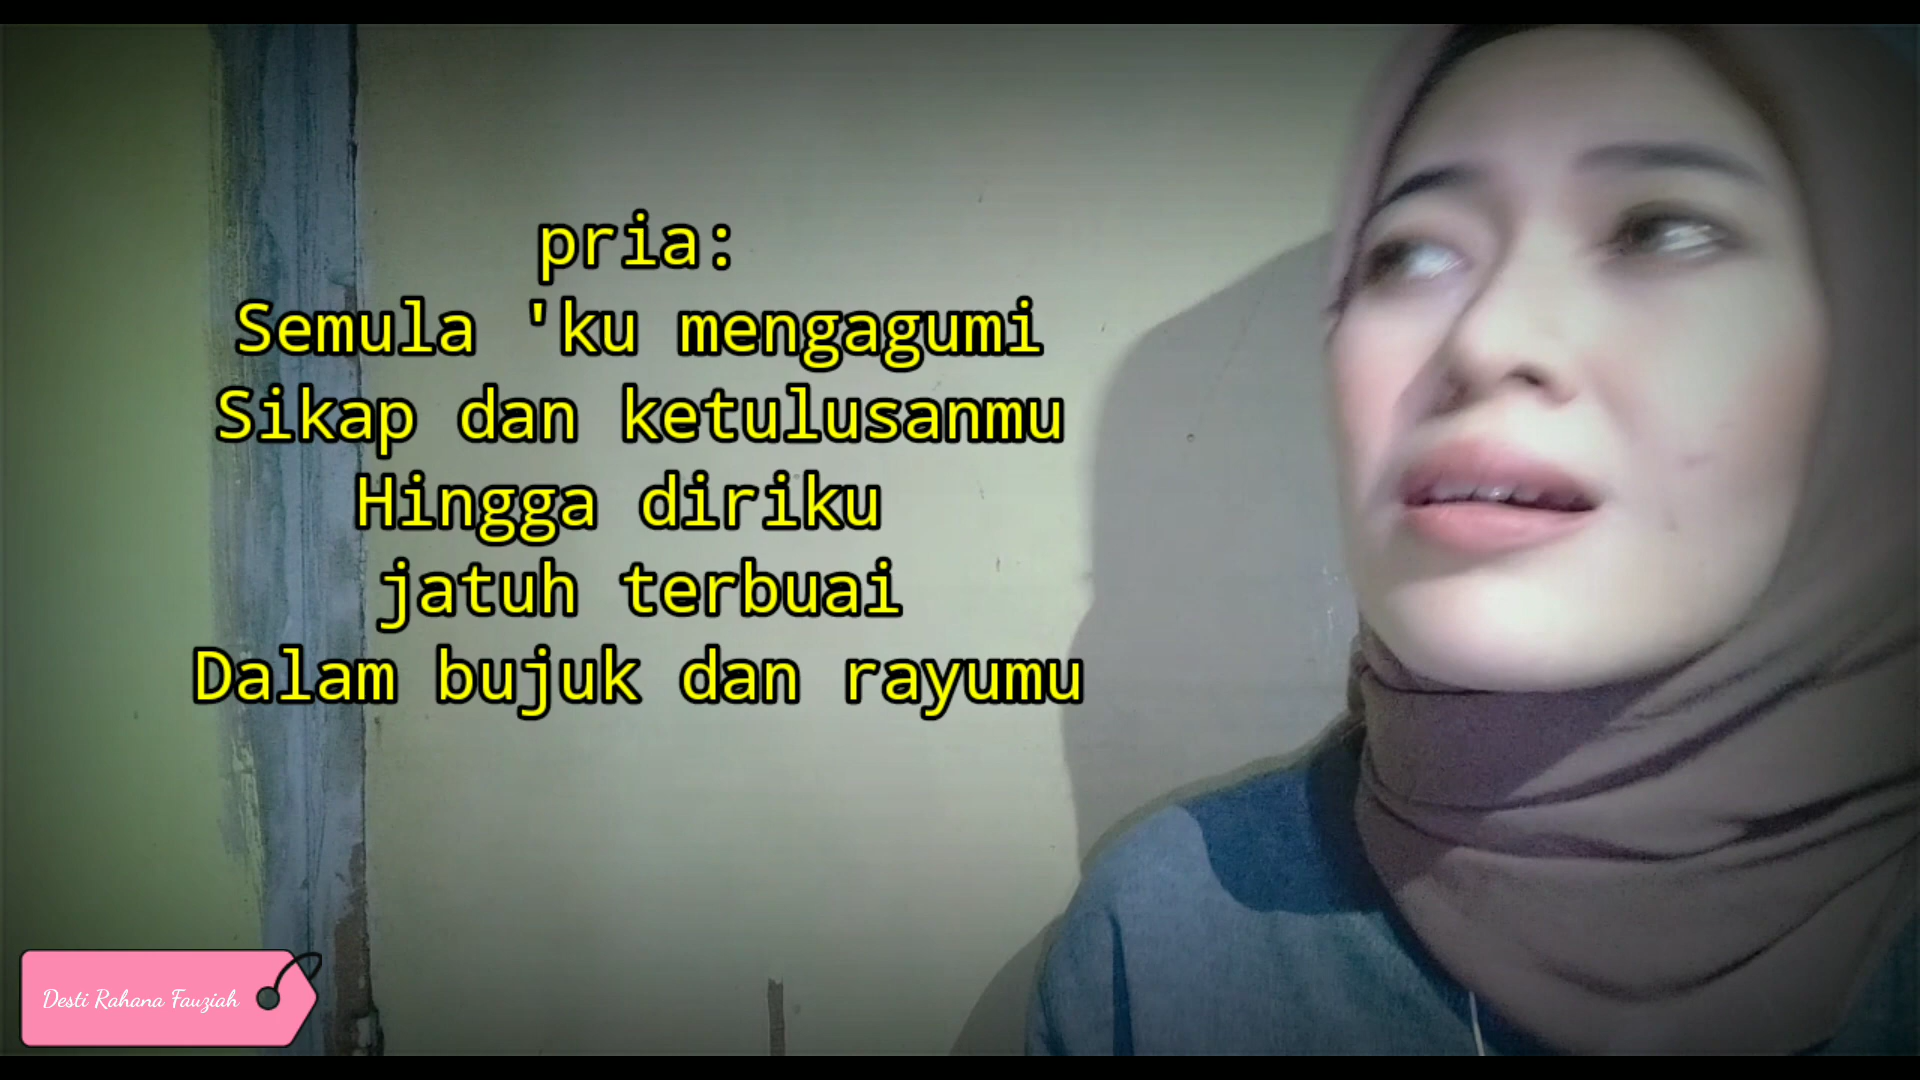 pria:
Semula 'ku mengagumi
Sikap dan ketulusanmu
Hingga diriku
jatuh terbuai
Dalam bujuk dan rayumu
Desti Rahana Fauziah